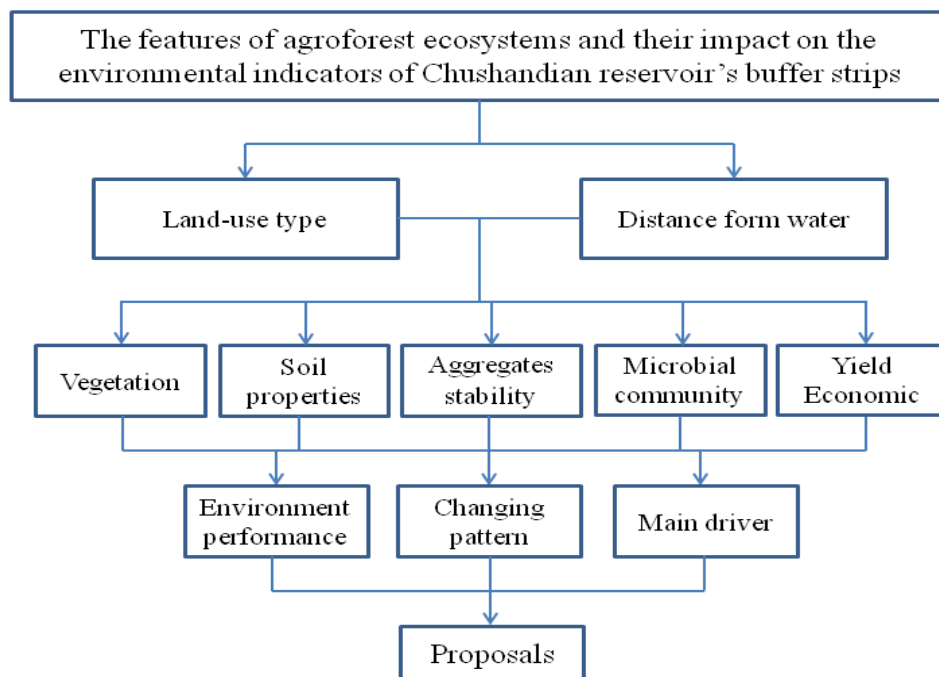 The features of agroforest ecosystems and their impact on the
environmental indicators of Chushandian reservoir's buffer strips
Land-use type
Distance form water
Vegetation
Soil
properties
Aggregates
stability
Microbial
community
Yield
Economic
Environment
performance
Changing
pattern
Main driver
Proposals